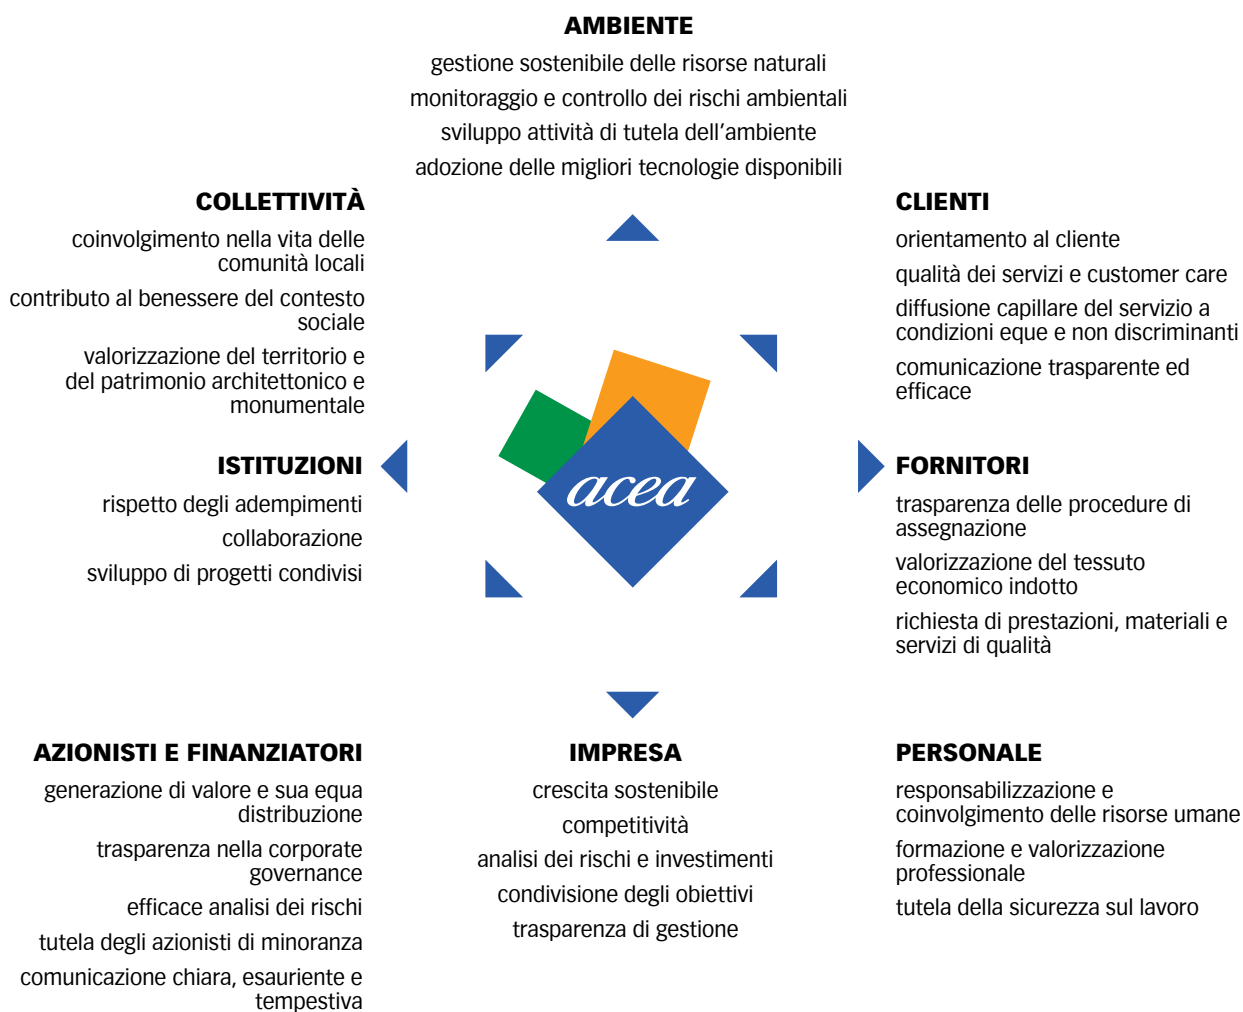 AMBIENTE
gestione sostenibile delle risorse naturali
monitoraggio e controllo dei rischi ambientali
sviluppo attività di tutela dell'ambiente
adozione delle migliori tecnologie disponibili
COLLETTIVITÀ
coinvolgimento nella vita delle
comunità locali
contributo al benessere del contesto
sociale
valorizzazione del territorio e
del patrimonio architettonico e
monumentale
CLIENTI
orientamento al cliente
qualità dei servizi e customer care
diffusione capillare del servizio a
condizioni eque e non discriminanti
comunicazione trasparente ed
efficace
acea
ISTITUZIONI
rispetto degli adempimenti
collaborazione
sviluppo di progetti condivisi
FORNITORI
trasparenza delle procedure di
assegnazione
valorizzazione del tessuto
economico indotto
richiesta di prestazioni, materiali e
servizi di qualità
AZIONISTI E FINANZIATORI
generazione di valore e sua equa
distribuzione
trasparenza nella corporate
governance
efficace analisi dei rischi
tutela degli azionisti di minoranza
comunicazione chiara, esauriente e
tempestiva
IMPRESA
crescita sostenibile
competitività
analisi dei rischi e investimenti
condivisione degli obiettivi
trasparenza di gestione
PERSONALE
responsabilizzazione e
coinvolgimento delle risorse umane
formazione e valorizzazione
professionale
tutela della sicurezza sul lavoro